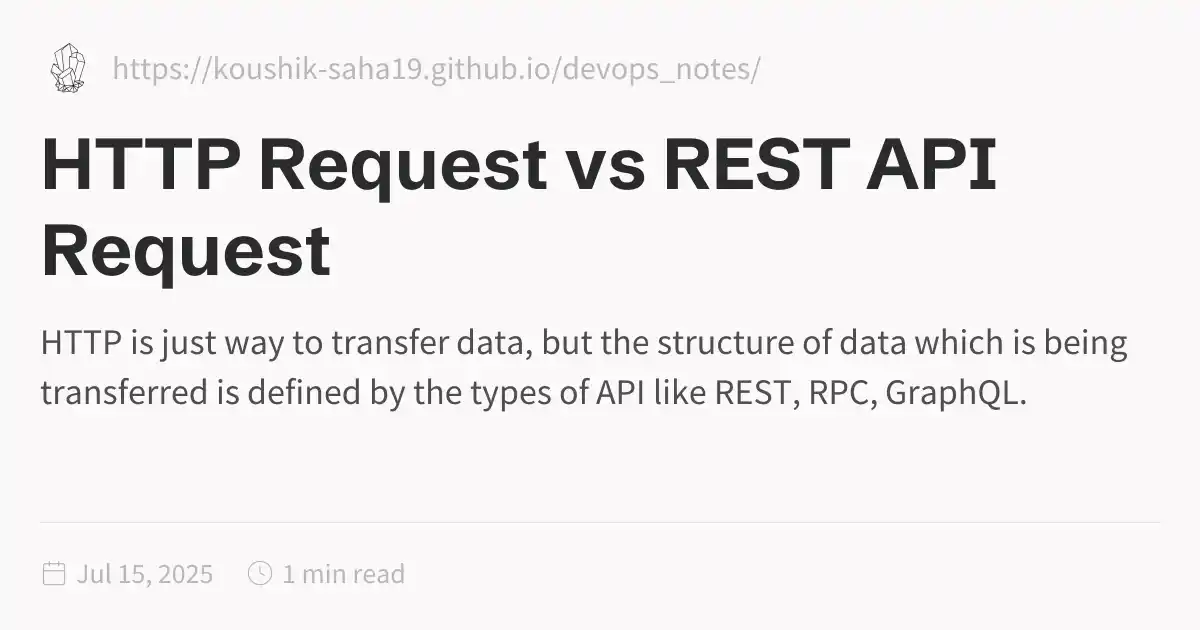 https://koushik-saha19.github.io/devops_notes/
HTTP Request vs REST API
Request
HTTP is just way to transfer data, but the structure of data which is being
transferred is defined by the types of API like REST, RPC, GraphQL.
Jul 15, 2025 1 min read